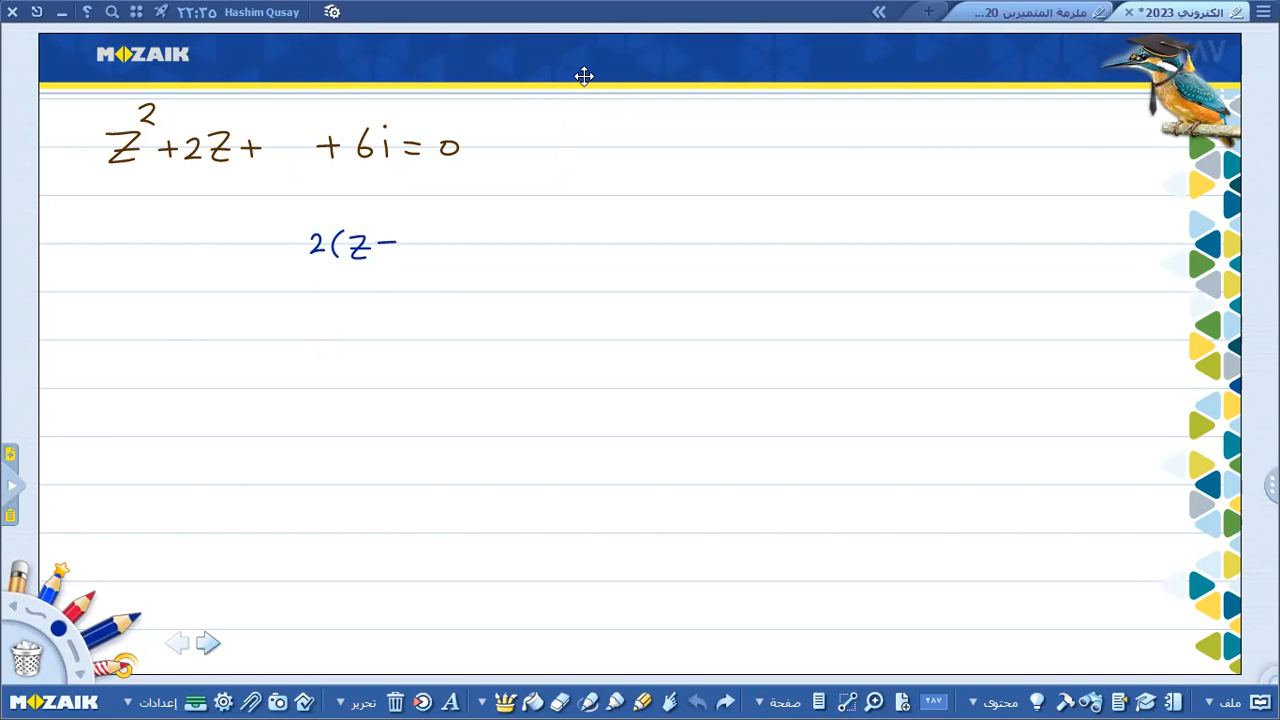 ٢٢:٣٥ Hashim Qusay ملزمة المتميزين 20... الكتروني 2023*
MOZAIK
Z² + 2Z + + 6i = 0
2(Z −
MOZAIK إعدادات تحرير صفحة ٢٨٧ محتوى ملف